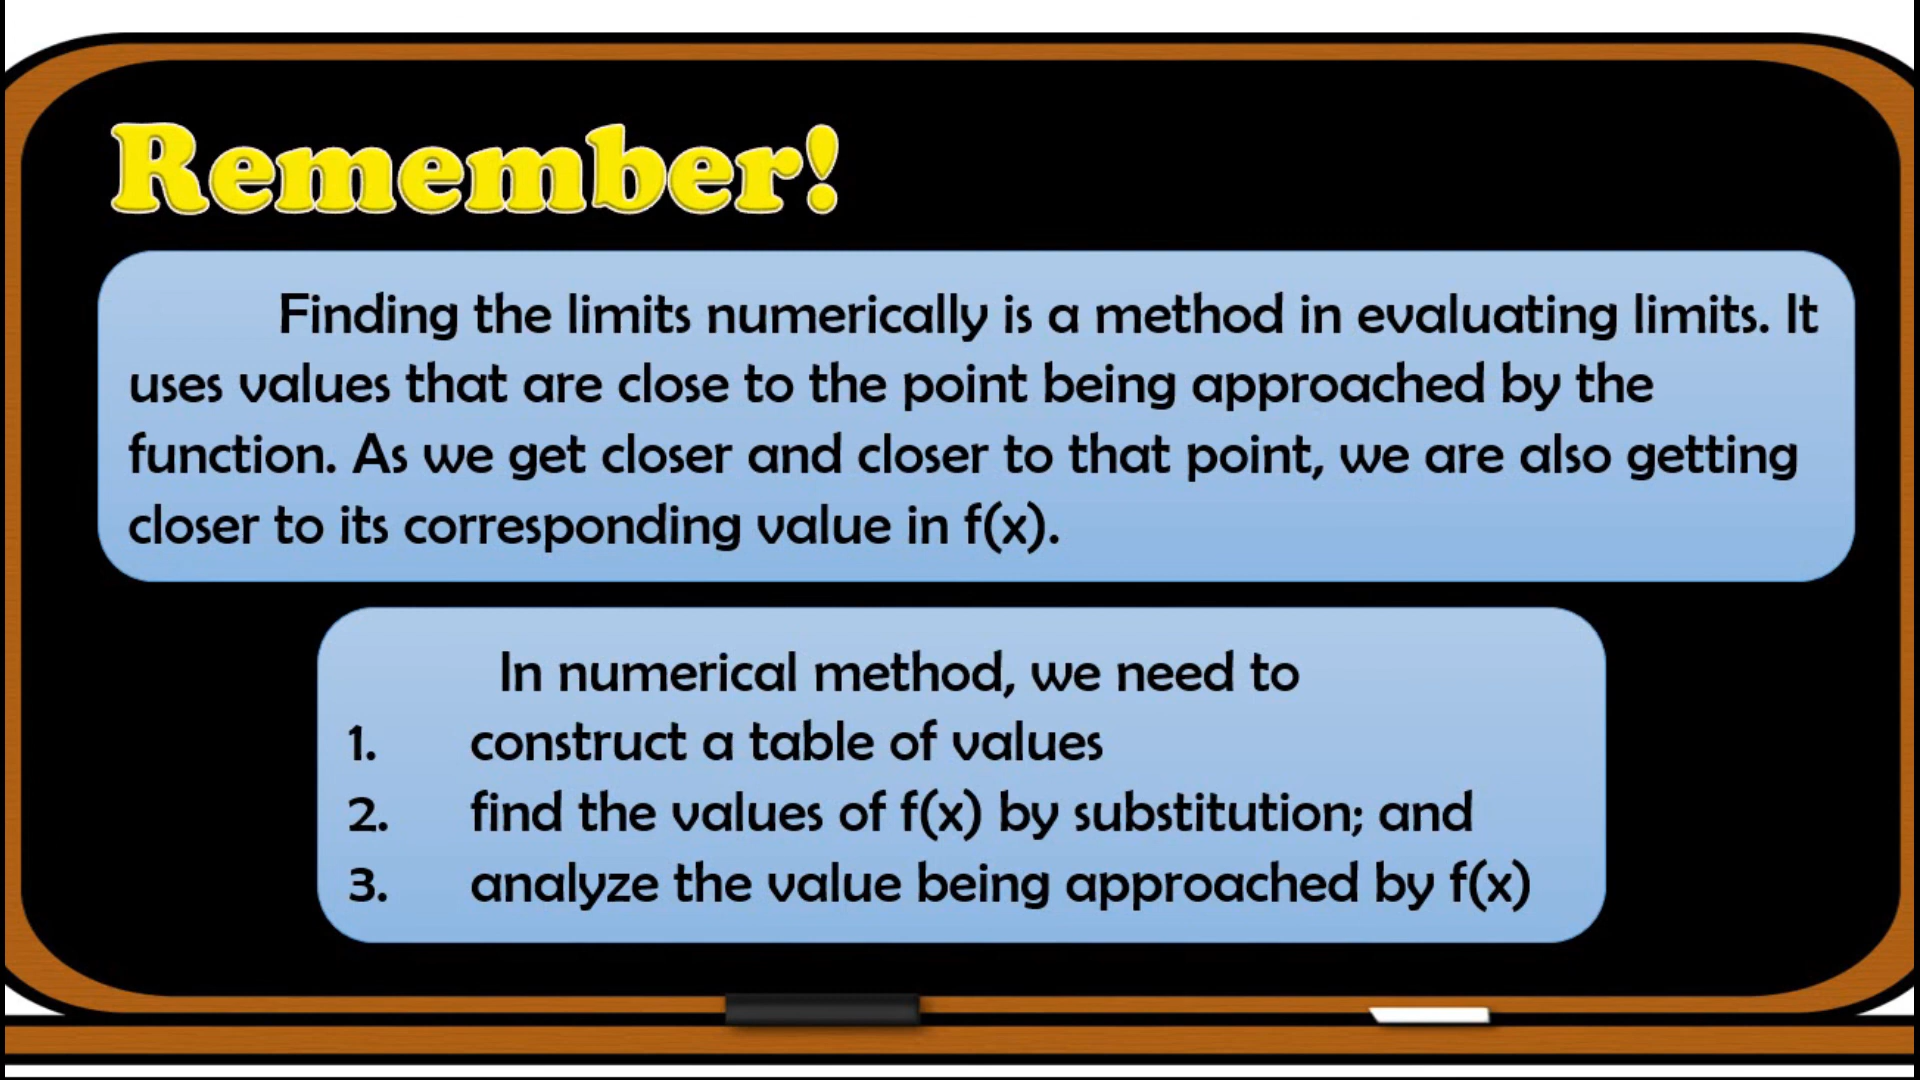 Remember!
Finding the limits numerically is a method in evaluating limits. It
uses values that are close to the point being approached by the
function. As we get closer and closer to that point, we are also getting
closer to its corresponding value in f(x).
In numerical method, we need to
1. construct a table of values
2. find the values of f(x) by substitution; and
3. analyze the value being approached by f(x)